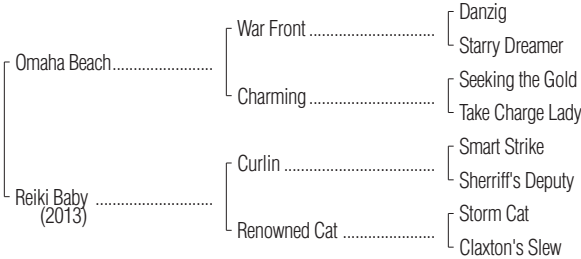 Danzig
War Front
Starry Dreamer
Omaha Beach
Seeking the Gold
Charming
Take Charge Lady
Smart Strike
Curlin
Sherriff's Deputy
Reiki Baby
(2013)
Storm Cat
Renowned Cat
Claxton's Slew